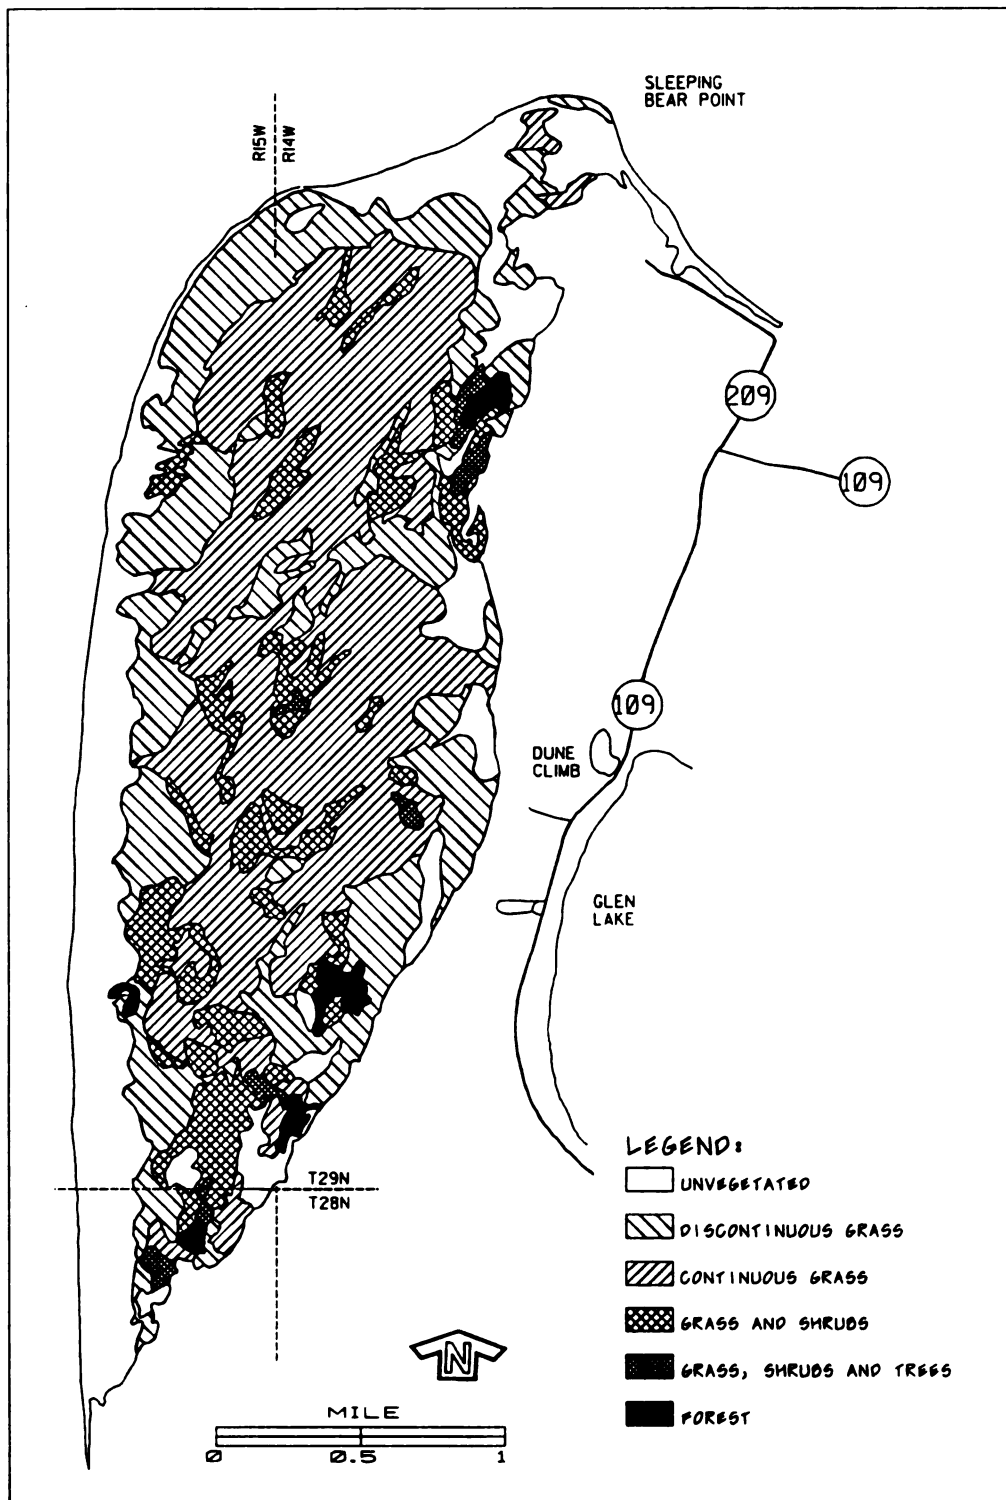 SLEEPING
BEAR POINT
R15W
R14W
209
109
109
DUNE
CLIMB
GLEN
LAKE
T29N
T28N
LEGEND:
UNVEGETATED
DISCONTINUOUS GRASS
CONTINUOUS GRASS
GRASS AND SHRUBS
GRASS, SHRUBS AND TREES
FOREST
N
MILE
0 0.5 1